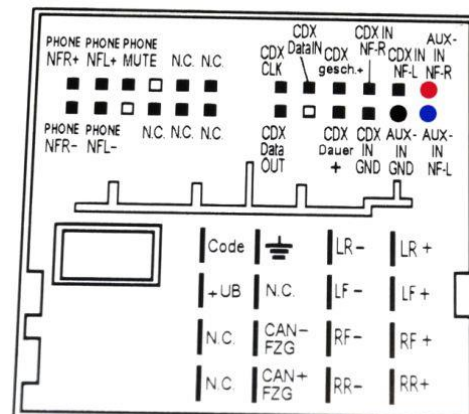 PHONE PHONE PHONE
NFR+ NFL+ MUTE N.C. N.C.
CDX CLK
CDX DataIN
CDX gesch.+
CDX IN NF-R
CDX IN NF-L
AUX- IN NF-R
PHONE PHONE
NFR- NFL-
N.C. N.C. N.C.
CDX Data OUT
CDX Dauer +
CDX IN GND
AUX- IN GND
AUX- IN NF-L
Code LR- LR+
+UB N.C. LF- LF+
N.C. CAN- FZG RF- RF+
N.C. CAN+ FZG RR- RR+